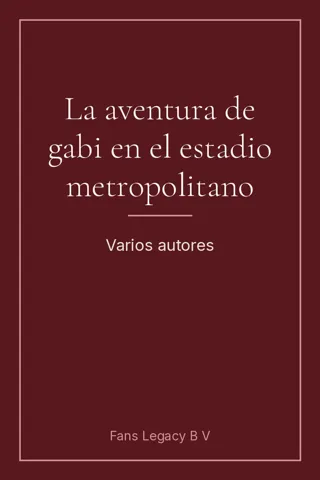 La aventura de
gabi en el estadio
metropolitano
Varios autores
Fans Legacy B V